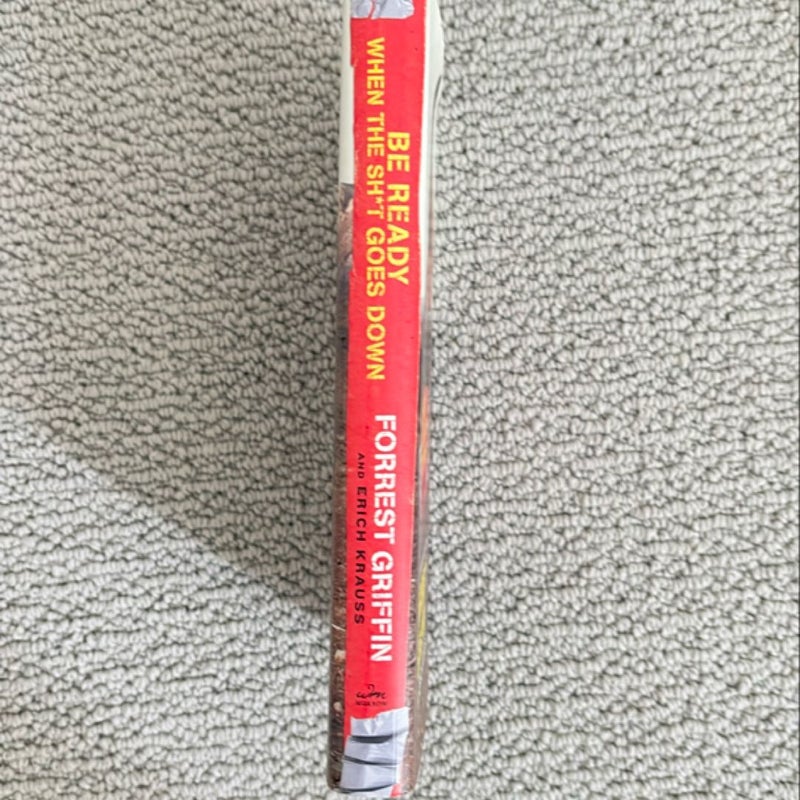 BE READY
WHEN THE SH*T GOES DOWN
FORREST GRIFFIN
AND ERICH KRAUSS